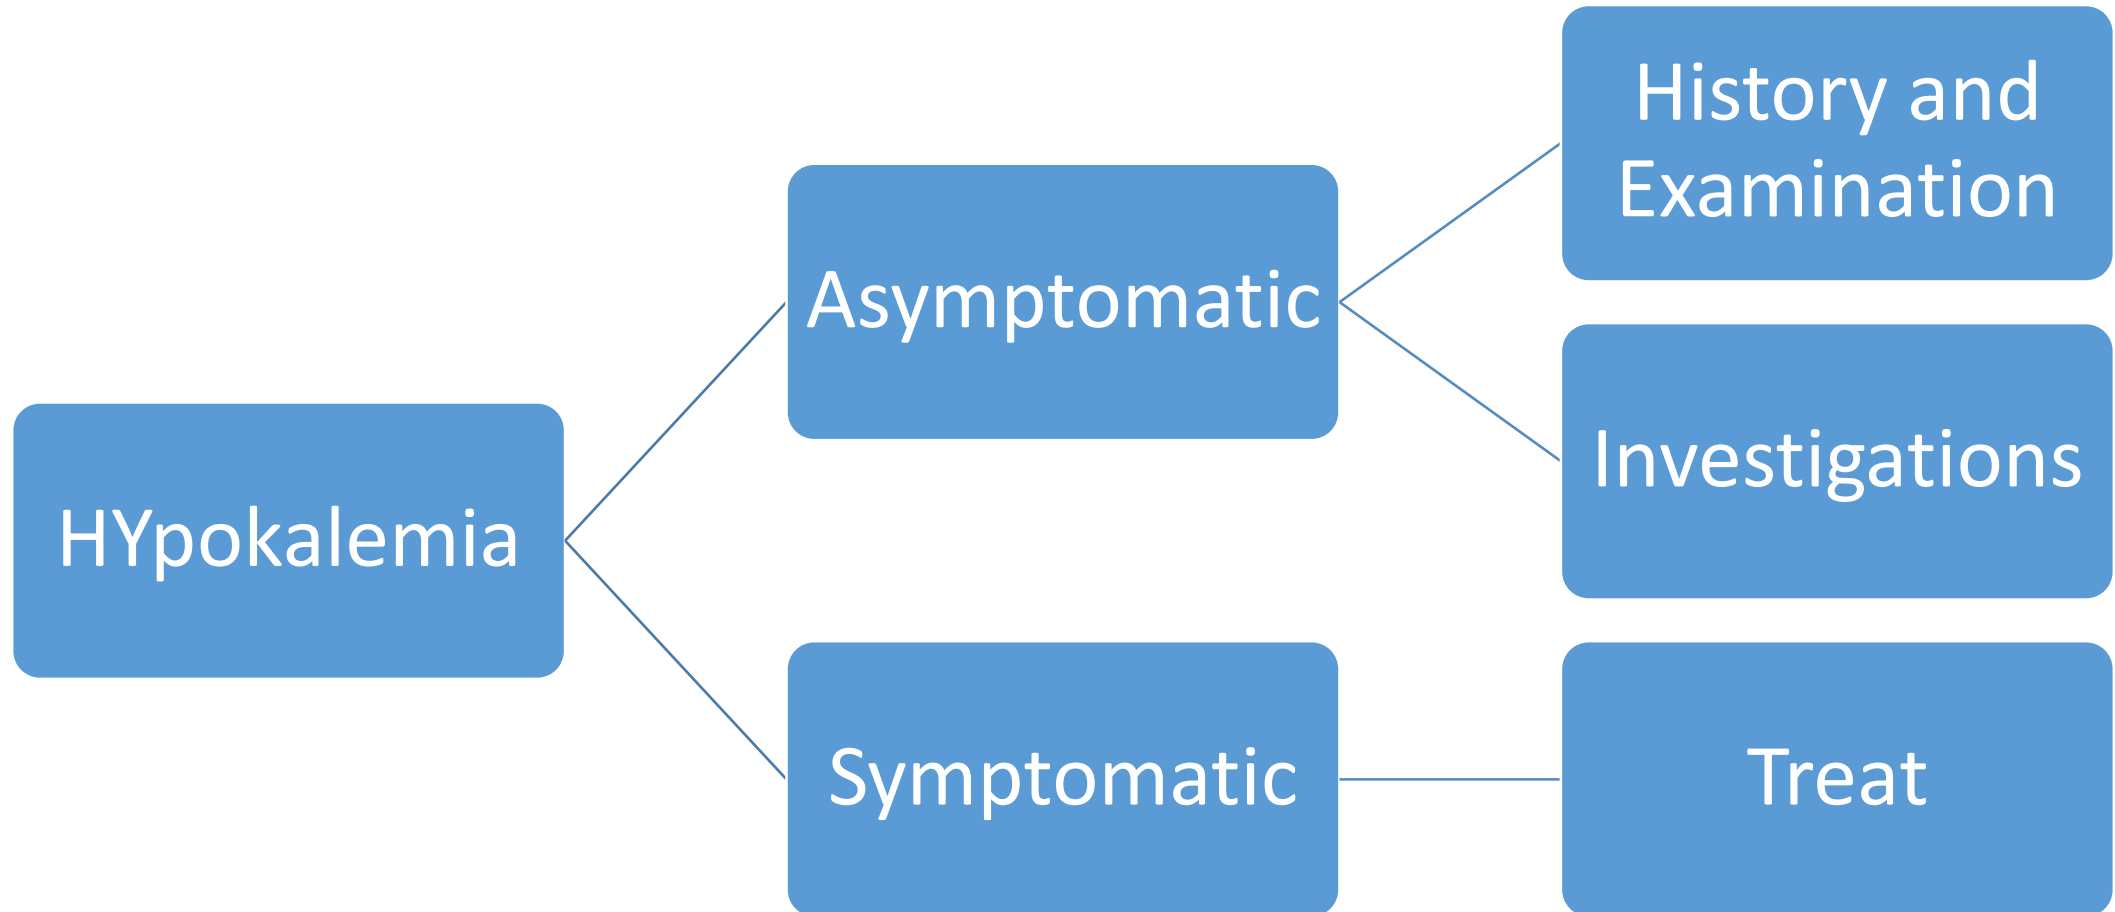 HYpokalemia
Asymptomatic
History and
Examination
Investigations
Symptomatic
Treat